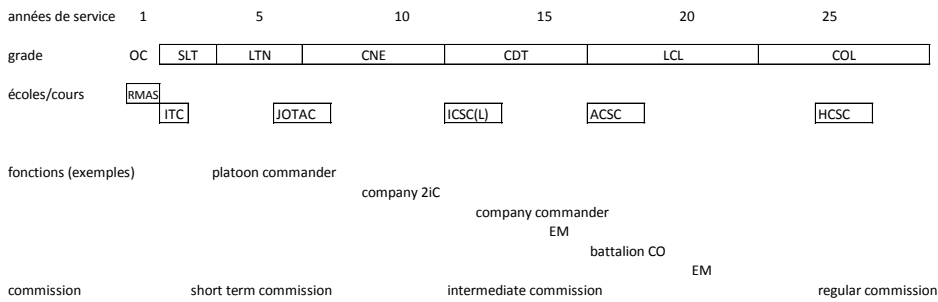 années de service 1 5 10 15 20 25
grade OC SLT LTN CNE CDT LCL COL
écoles/cours RMAS
ITC JOTAC ICSC(L) ACSC HCSC
fonctions (exemples) platoon commander
company 2iC
company commander
EM
battalion CO
EM
commission short term commission intermediate commission regular commission